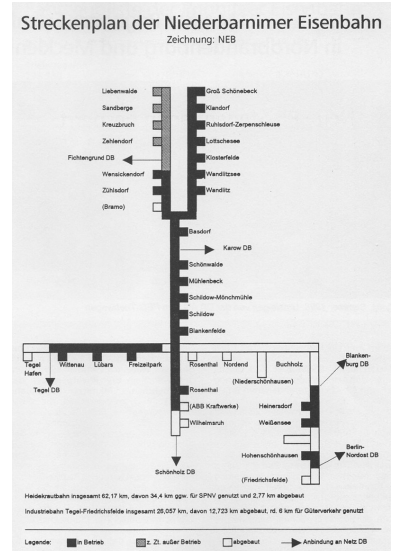 Streckenplan der Niederbarnimer Eisenbahn
Zeichnung: NEB
Liebenwalde
Groß Schönebeck
Sandberge
Klandorf
Kreuzbruch
Ruhlsdorf-Zerpenschleuse
Zehlendorf
Lottschesee
Fichtengrund DB
Klosterfelde
Wensickendorf
Wandlitzsee
Zühlsdorf
Wandlitz
(Bramo)
Basdorf
Karow DB
Schönwalde
Mühlenbeck
Schildow-Mönchmühle
Schildow
Blankenfelde
Tegel Hafen
Wittenau
Lübars
Freizeitpark
Rosenthal
Nordend
Buchholz
Blanken-
burg DB
(Niederschönhausen)
Tegel DB
Rosenthal
(ABB Kraftwerke)
Heinersdorf
Wilhelmsruh
Weißensee
Berlin-
Nordost DB
Hohenschönhausen
Schönholz DB
(Friedrichsfelde)
Heidekrautbahn insgesamt 62,17 km, davon 34,4 km ggw. für SPNV genutzt und 2,77 km abgebaut
Industriebahn Tegel-Friedrichsfelde insgesamt 26,057 km, davon 12,723 km abgebaut, rd. 6 km für Güterverkehr genutzt
Legende:
in Betrieb
z. Zt. außer Betrieb
abgebaut
Anbindung an Netz DB